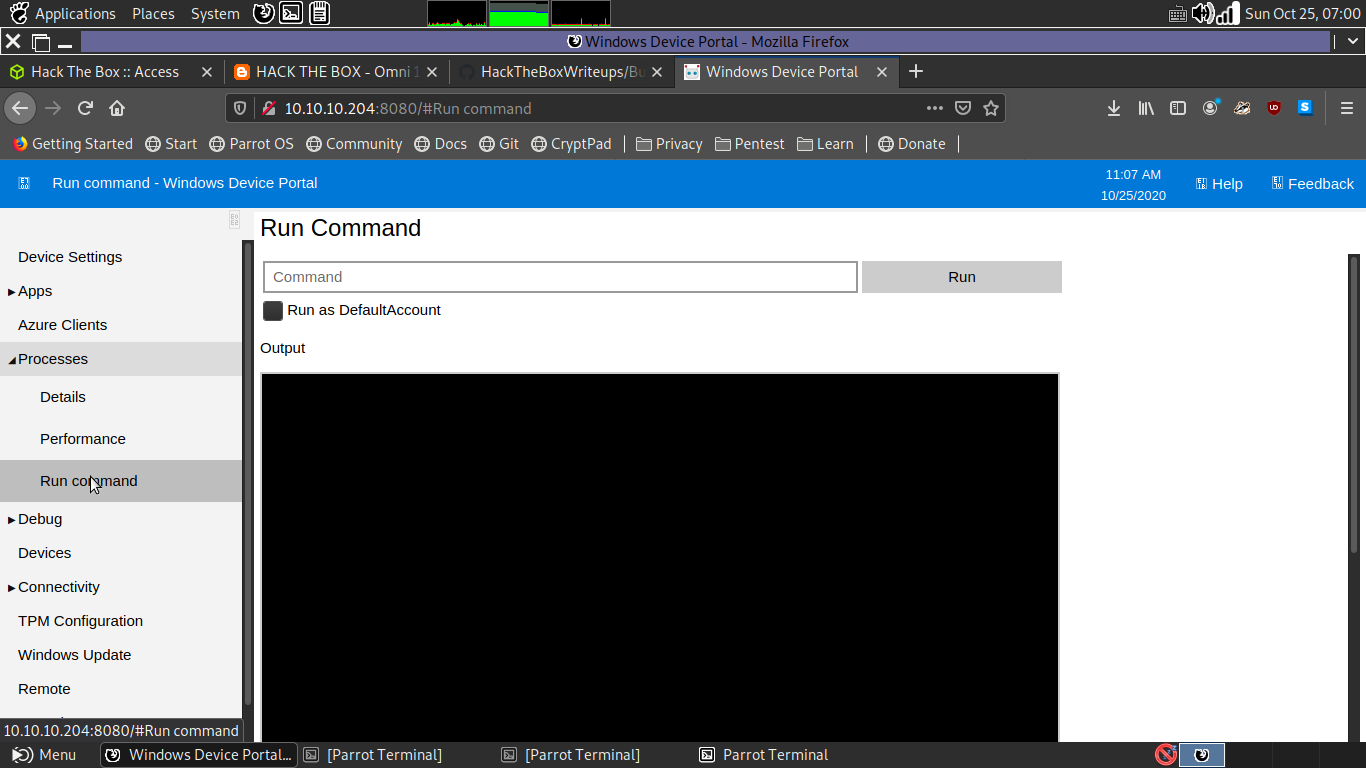 Applications Places System Sun Oct 25, 07:00
Windows Device Portal - Mozilla Firefox
Hack The Box :: Access HACK THE BOX - Omni HackTheBoxWriteups/Bu Windows Device Portal
10.10.10.204:8080/#Run command
Getting Started Start Parrot OS Community Docs Git CryptPad Privacy Pentest Learn Donate
Run command - Windows Device Portal 11:07 AM Help Feedback
10/25/2020
Run Command
Command Run
Run as DefaultAccount
Output
Device Settings
Apps
Azure Clients
Processes
Details
Performance
Run command
Debug
Devices
Connectivity
TPM Configuration
Windows Update
Remote
10.10.10.204:8080/#Run command
Menu Windows Device Portal... [Parrot Terminal] [Parrot Terminal] Parrot Terminal